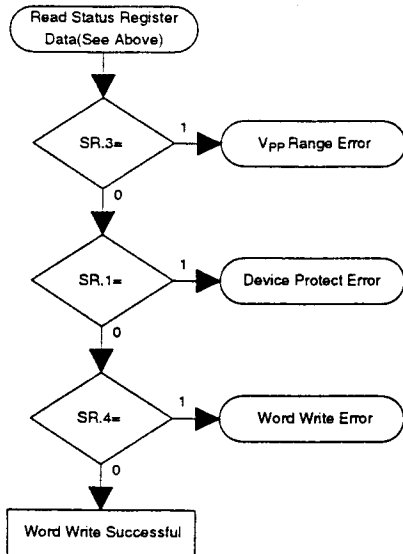 Read Status Register
Data(See Above)
SR.3=
1
VPP Range Error
0
SR.1=
1
Device Protect Error
0
SR.4=
1
Word Write Error
0
Word Write Successful